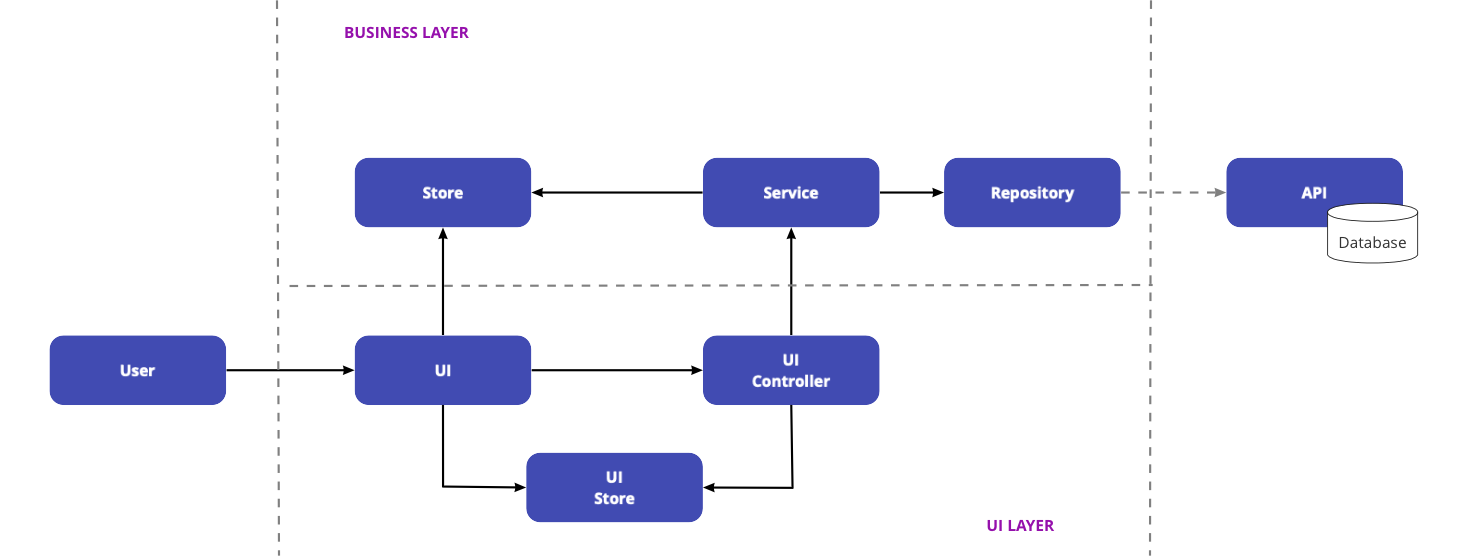 BUSINESS LAYER
Store
Service
Repository
API
Database
User
UI
UI
Controller
UI
Store
UI LAYER